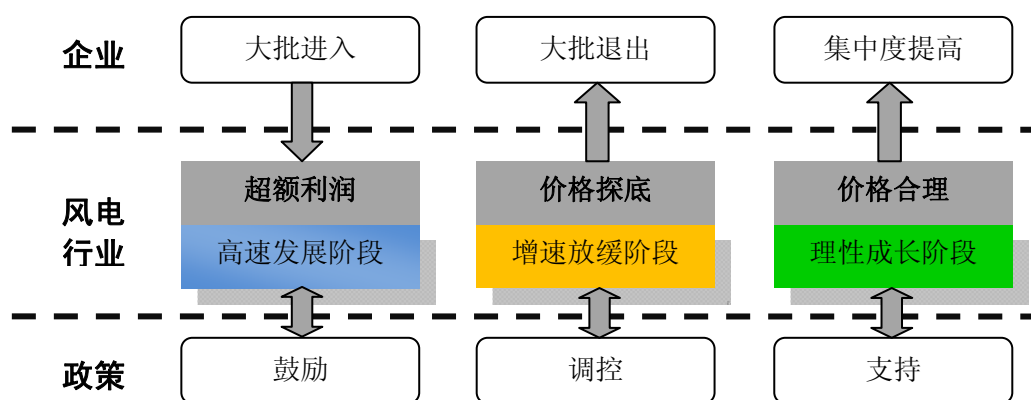 企业
大批进入
大批退出
集中度提高
风电
行业
超额利润
价格探底
价格合理
高速发展阶段
增速放缓阶段
理性成长阶段
政策
鼓励
调控
支持